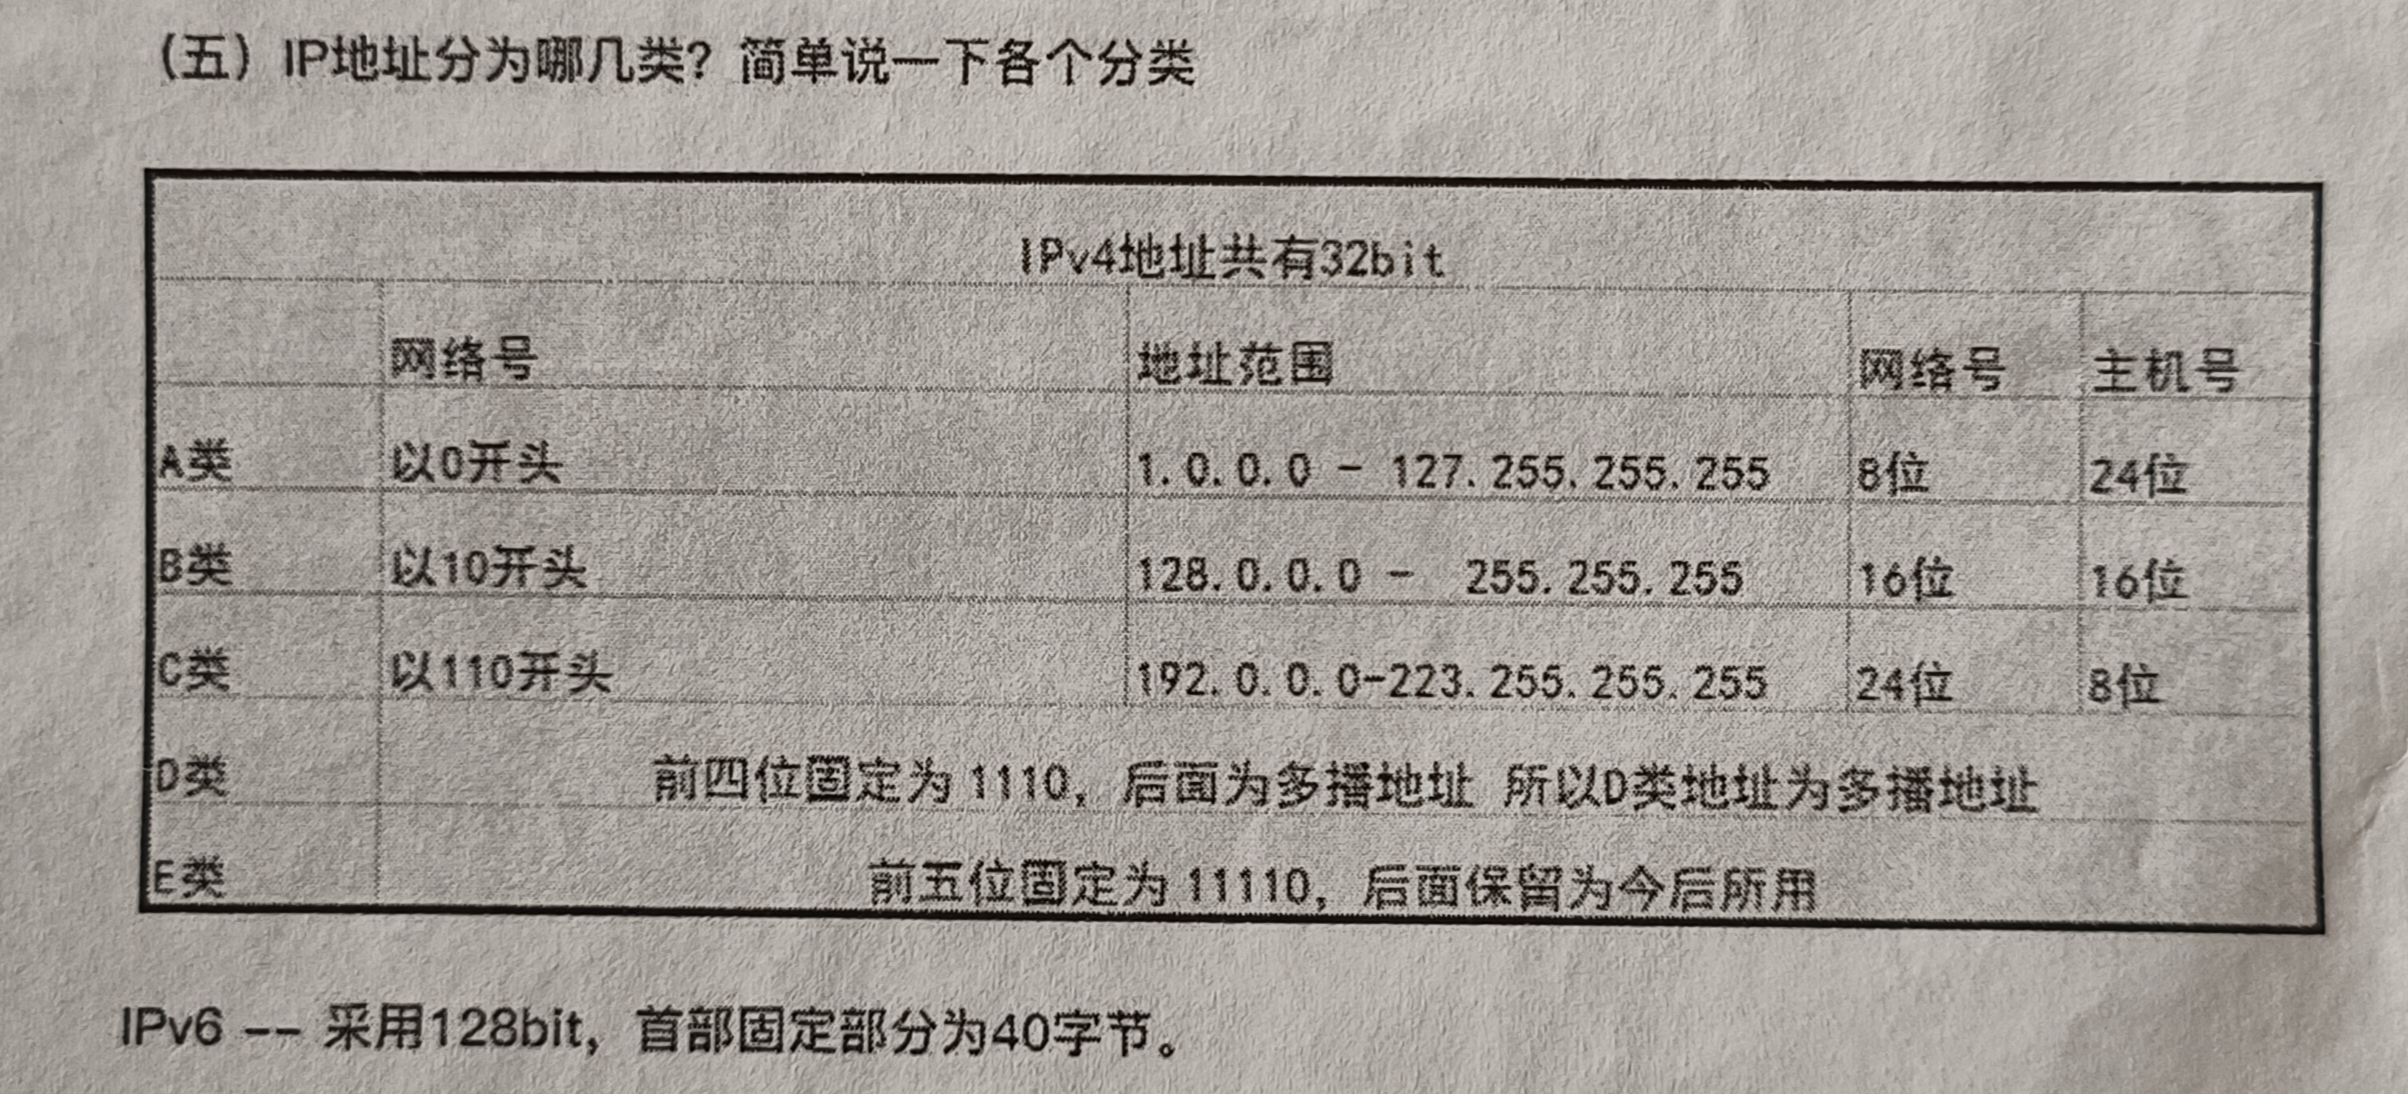 （五）IP地址分为哪几类？简单说一下各个分类
IPv4地址共有32bit
网络号 地址范围 网络号 主机号
A类 以0开头 1.0.0.0 - 127.255.255.255 8位 24位
B类 以10开头 128.0.0.0 - 255.255.255 16位 16位
C类 以110开头 192.0.0.0-223.255.255.255 24位 8位
D类 前四位固定为 1110，后面为多播地址 所以D类地址为多播地址
E类 前五位固定为 11110，后面保留为今后所用
IPv6 -- 采用128bit，首部固定部分为40字节。